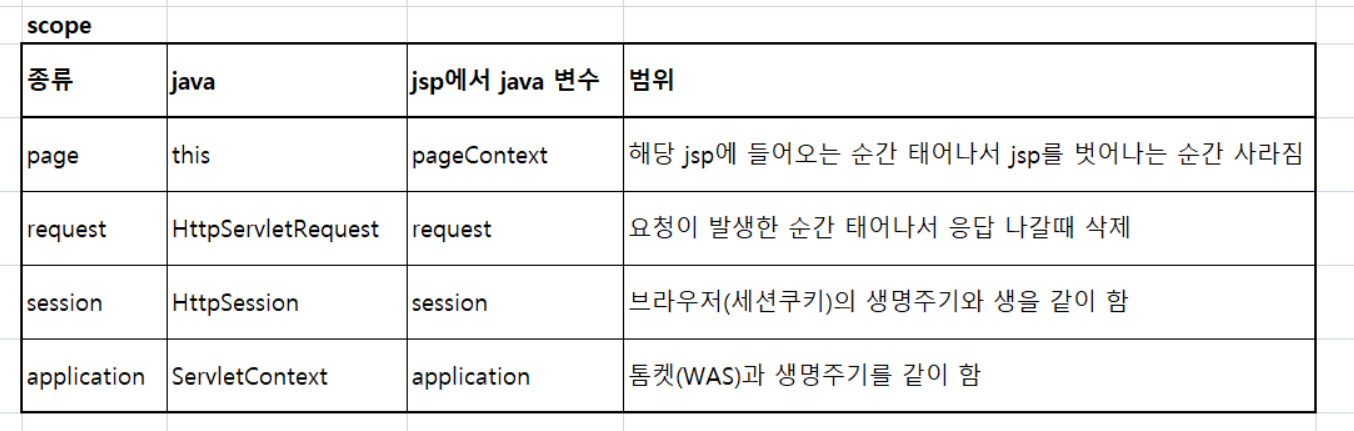 scope
종류 java jsp에서 java 변수 범위
page this pageContext 해당 jsp에 들어오는 순간 태어나서 jsp를 벗어나는 순간 사라짐
request HttpServletRequest request 요청이 발생한 순간 태어나서 응답 나갈때 삭제
session HttpSession session 브라우저(세션쿠키)의 생명주기와 생을 같이 함
application ServletContext application 톰켓(WAS)과 생명주기를 같이 함